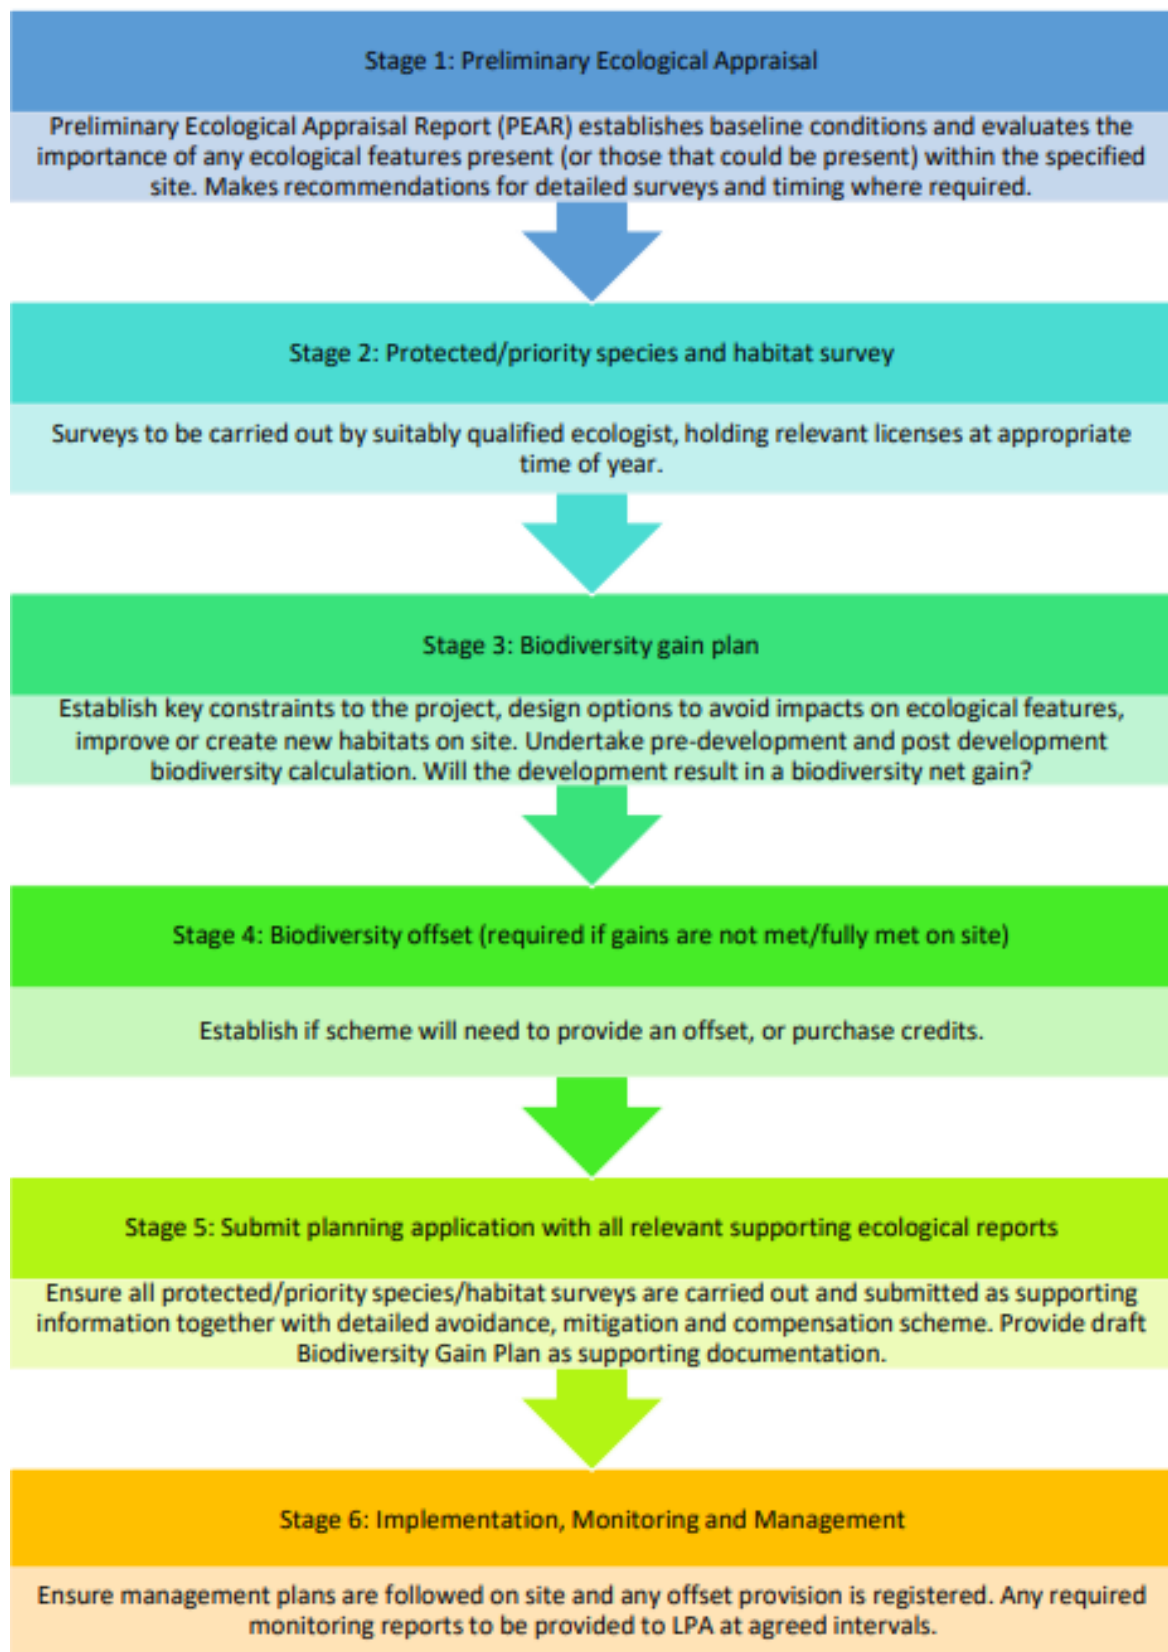 Stage 1: Preliminary Ecological Appraisal
Preliminary Ecological Appraisal Report (PEAR) establishes baseline conditions and evaluates the
importance of any ecological features present (or those that could be present) within the specified
site. Makes recommendations for detailed surveys and timing where required.
Stage 2: Protected/priority species and habitat survey
Surveys to be carried out by suitably qualified ecologist, holding relevant licenses at appropriate
time of year.
Stage 3: Biodiversity gain plan
Establish key constraints to the project, design options to avoid impacts on ecological features,
improve or create new habitats on site. Undertake pre-development and post development
biodiversity calculation. Will the development result in a biodiversity net gain?
Stage 4: Biodiversity offset (required if gains are not met/fully met on site)
Establish if scheme will need to provide an offset, or purchase credits.
Stage 5: Submit planning application with all relevant supporting ecological reports
Ensure all protected/priority species/habitat surveys are carried out and submitted as supporting
information together with detailed avoidance, mitigation and compensation scheme. Provide draft
Biodiversity Gain Plan as supporting documentation.
Stage 6: Implementation, Monitoring and Management
Ensure management plans are followed on site and any offset provision is registered. Any required
monitoring reports to be provided to LPA at agreed intervals.